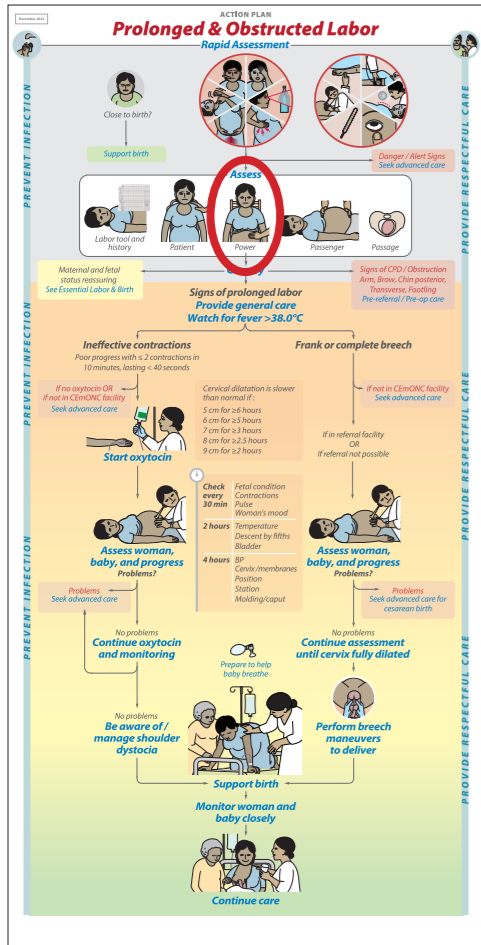 December 2022
ACTION PLAN
Prolonged & Obstructed Labor
Rapid Assessment
PREVENT INFECTION
PROVIDE RESPECTFUL CARE
Close to birth?
Support birth
Danger / Alert Signs
Seek advanced care
Assess
Labor tool and
history
Patient
Power
Passenger
Passage
Maternal and fetal
status reassuring
See Essential Labor & Birth
Signs of CPD / Obstruction
Arm, Brow, Chin posterior,
Transverse, Footling
Pre-referral / Pre-op care
Signs of prolonged labor
Provide general care
Watch for fever >38.0°C
PREVENT INFECTION
PROVIDE RESPECTFUL CARE
Ineffective contractions
Poor progress with ≤ 2 contractions in
10 minutes, lasting < 40 seconds
Frank or complete breech
If no oxytocin OR
if not in CEmONC facility
Seek advanced care
Cervical dilatation is slower
than normal if :
5 cm for ≥6 hours
6 cm for ≥5 hours
7 cm for ≥3 hours
8 cm for ≥2.5 hours
9 cm for ≥2 hours
If not in CEmONC facility
Seek advanced care
If in referral facility
OR
If referral not possible
Start oxytocin
Check every 30 min
Fetal condition
Contractions
Pulse
Woman's mood
2 hours
Temperature
Descent by fifths
Bladder
4 hours
BP
Cervix/membranes
Position
Station
Molding/caput
Assess woman,
baby, and progress
Problems?
Assess woman,
baby, and progress
Problems?
PREVENT INFECTION
PROVIDE RESPECTFUL CARE
Problems
Seek advanced care
Problems
Seek advanced care for
cesarean birth
No problems
Continue oxytocin
and monitoring
No problems
Continue assessment
until cervix fully dilated
Prepare to help
baby breathe
No problems
Be aware of /
manage shoulder
dystocia
Perform breech
maneuvers
to deliver
Support birth
Monitor woman and
baby closely
Continue care